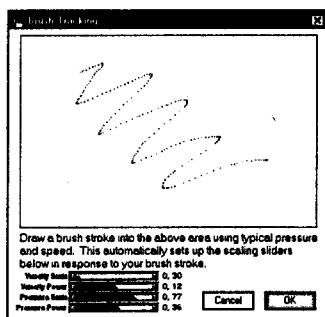 Brush Tracking
Draw a brush stroke into the above area using typical pressure
and speed. This automatically sets up the scaling sliders
below in response to your brush stroke.
Velocity Scale 0, 30
Velocity Power 0, 12
Pressure Scale 0, 77
Pressure Power 0, 36
Cancel OK